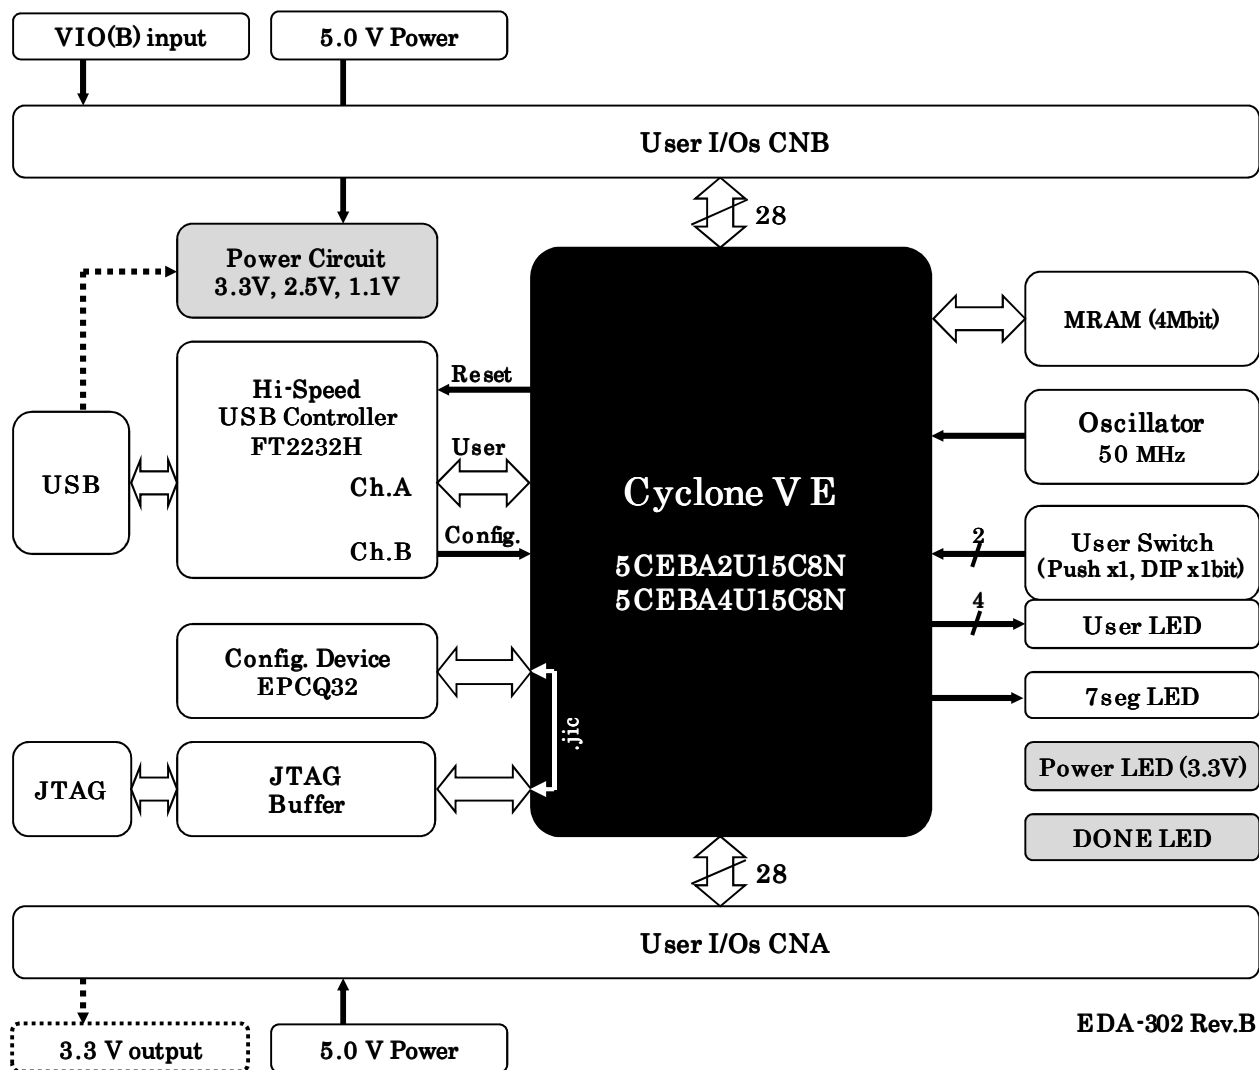 VIO(B) input
5.0 V Power
User I/Os CNB
28
Power Circuit
3.3V, 2.5V, 1.1V
MRAM (4Mbit)
Hi-Speed
USB Controller
FT2232H
Ch.A
Ch.B
Reset
User
Config.
USB
Cyclone V E
5CEBA2U15C8N
5CEBA4U15C8N
Oscillator
50 MHz
2
User Switch
(Push x1, DIP x1bit)
4
User LED
Config. Device
EPCQ32
.jic
7seg LED
JTAG
JTAG
Buffer
Power LED (3.3V)
DONE LED
28
User I/Os CNA
3.3 V output
5.0 V Power
EDA-302 Rev.B